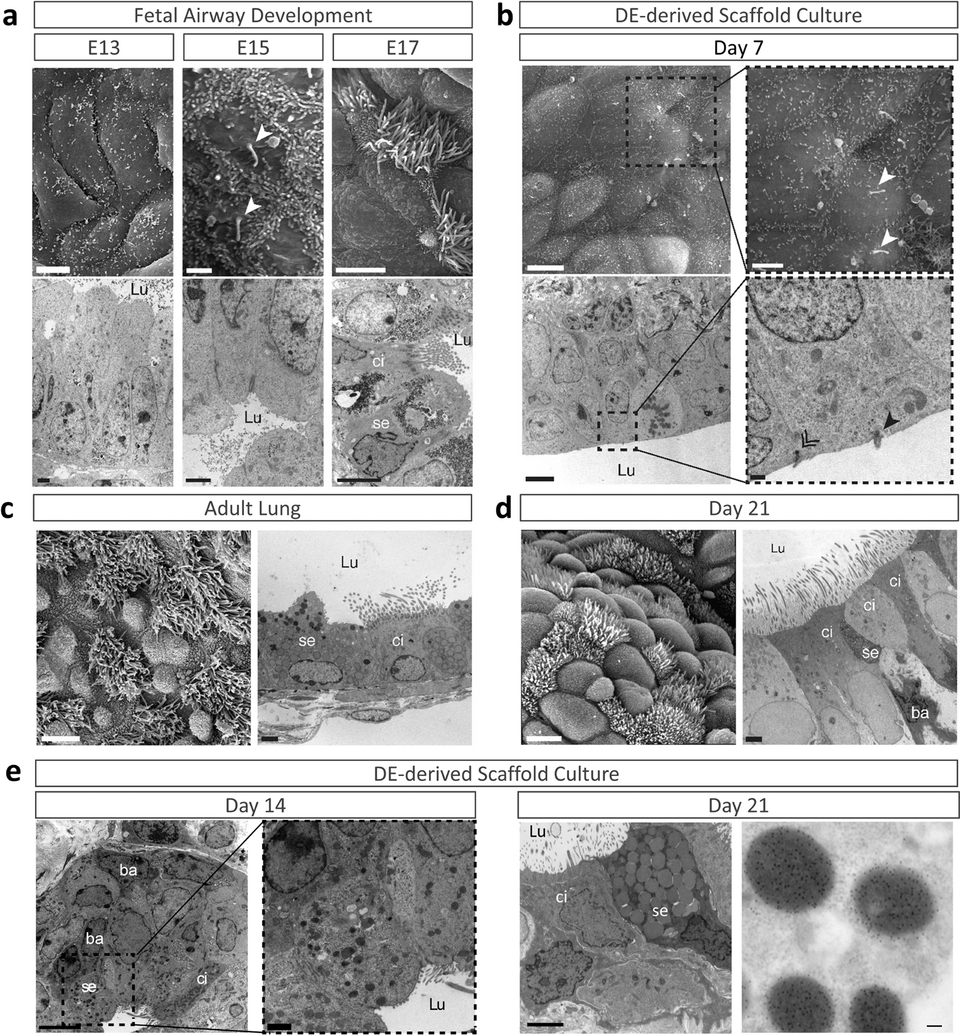 a
Fetal Airway Development
E13
E15
E17
Lu
Lu
Lu
ci
se
b
DE-derived Scaffold Culture
Day 7
Lu
c
Adult Lung
Lu
se
ci
d
Day 21
Lu
ci
ci
ci
se
ba
e
DE-derived Scaffold Culture
Day 14
ba
ba
se
ci
Lu
Day 21
Lu
ci
se